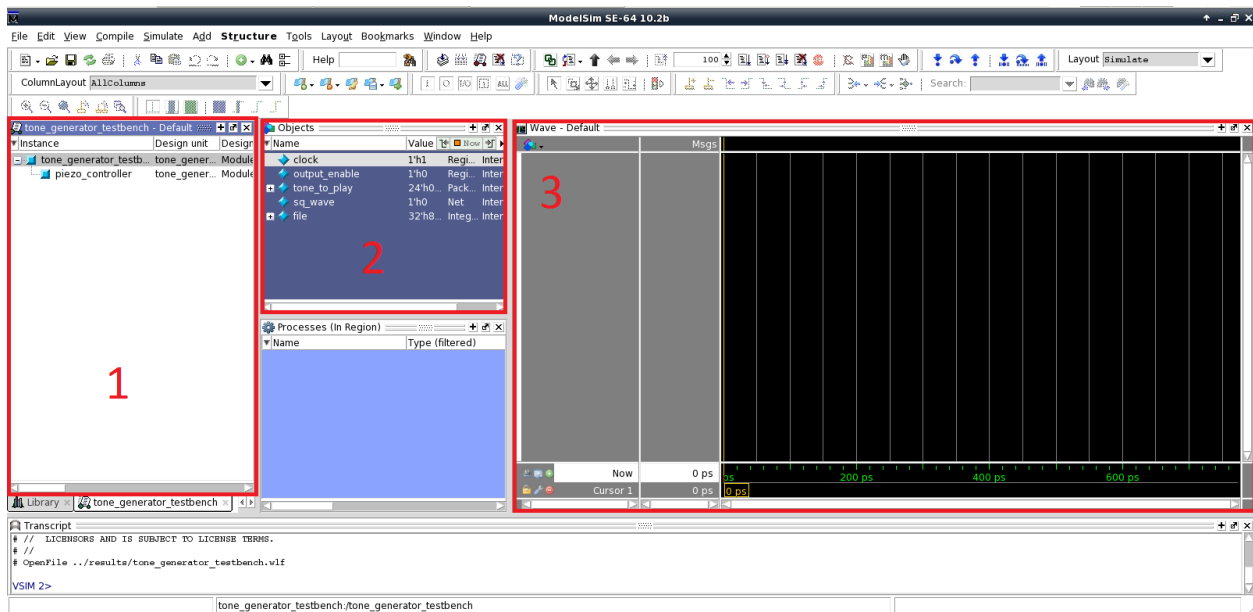 ModelSim SE-64 10.2b
File Edit View Compile Simulate Add Structure Tools Layout Bookmarks Window Help
Help 100 Layout Simulate
ColumnLayout AllColumns Search:
tone_generator_testbench - Default
Instance Design unit Design
tone_generator_testb... tone_gener... Module
piezo_controller tone_gener... Module
1
Library tone_generator_testbench
Objects
Name Value Now
clock 1'h1 Regi... Inter
output_enable 1'h0 Regi... Inter
tone_to_play 24'h0... Pack... Inter
sq_wave 1'h0 Net Inter
file 32'h8... Integ... Inter
2
Processes (In Region)
Name Type (filtered)
Wave - Default
Msgs
3
Now 0 ps ps 200 ps 400 ps 600 ps
Cursor 1 0 ps 0 ps
Transcript
# // LICENSORS AND IS SUBJECT TO LICENSE TERMS.
# //
# OpenFile ../results/tone_generator_testbench.wlf
VSIM 2>
tone_generator_testbench:/tone_generator_testbench